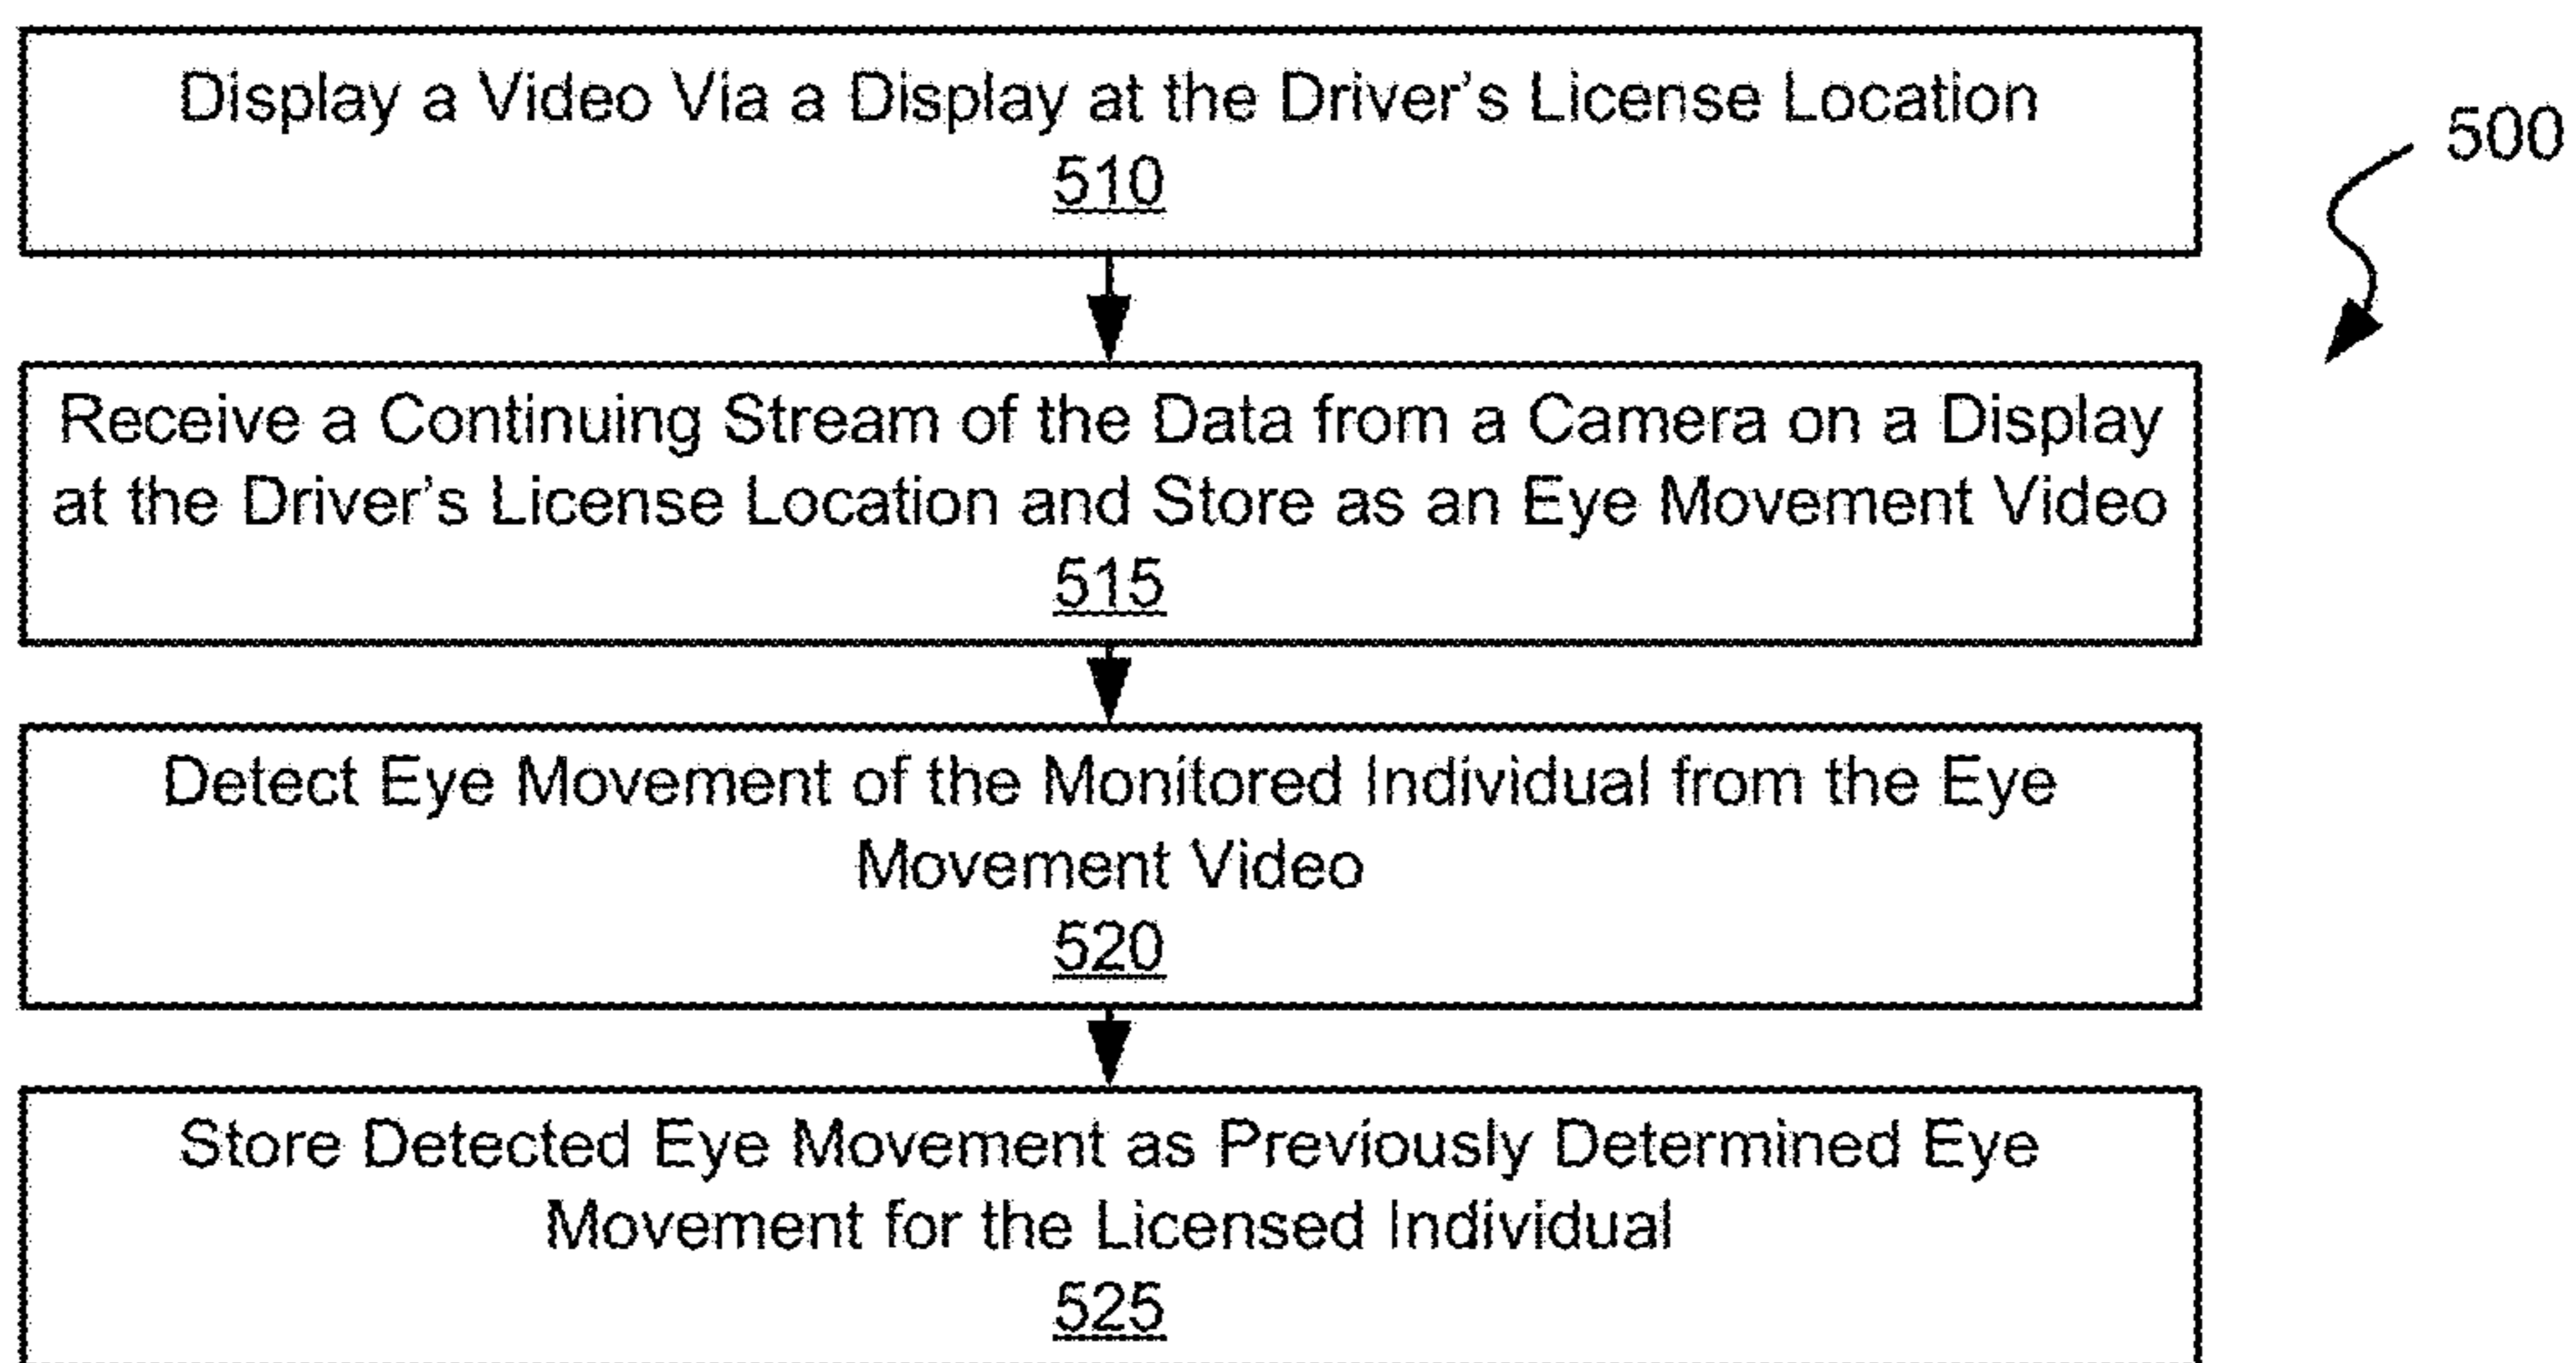 Display a Video Via a Display at the Driver's License Location
510
500
Receive a Continuing Stream of the Data from a Camera on a Display
at the Driver's License Location and Store as an Eye Movement Video
515
Detect Eye Movement of the Monitored Individual from the Eye
Movement Video
520
Store Detected Eye Movement as Previously Determined Eye
Movement for the Licensed Individual
525